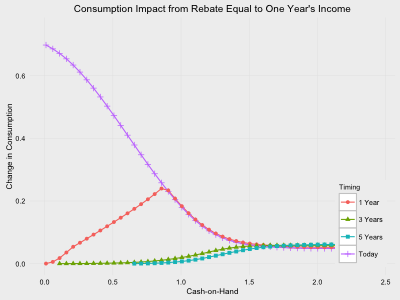 Consumption Impact from Rebate Equal to One Year's Income
Change in Consumption
0.6
0.4
0.2
0.0
0.0 0.5 1.0 1.5 2.0 2.5
Cash-on-Hand
Timing
1 Year
3 Years
5 Years
Today